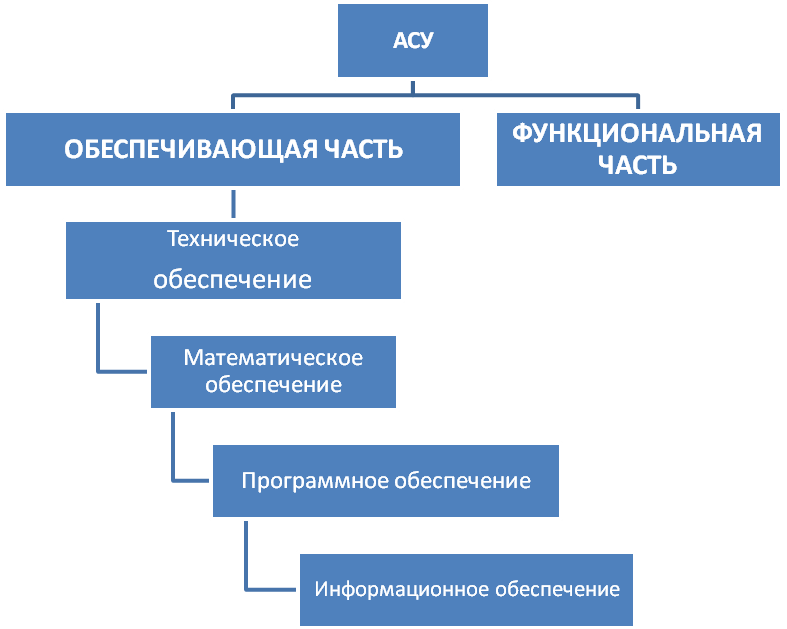 АСУ
ОБЕСПЕЧИВАЮЩАЯ ЧАСТЬ
ФУНКЦИОНАЛЬНАЯ
ЧАСТЬ
Техническое
обеспечение
Математическое
обеспечение
Программное обеспечение
Информационное обеспечение